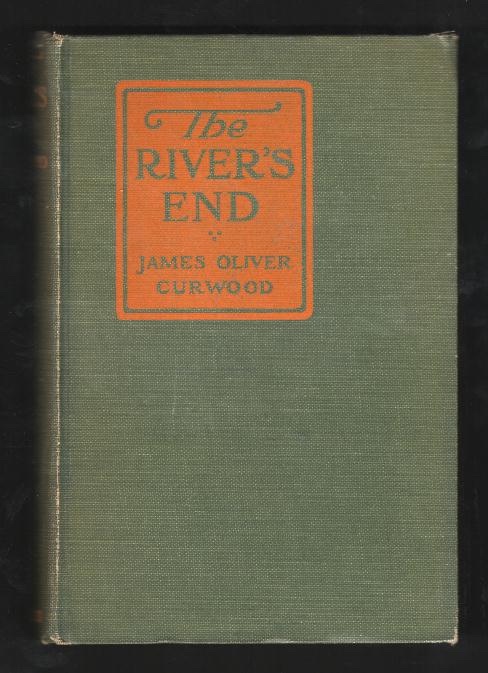 The
RIVER'S
END
JAMES OLIVER
CURWOOD